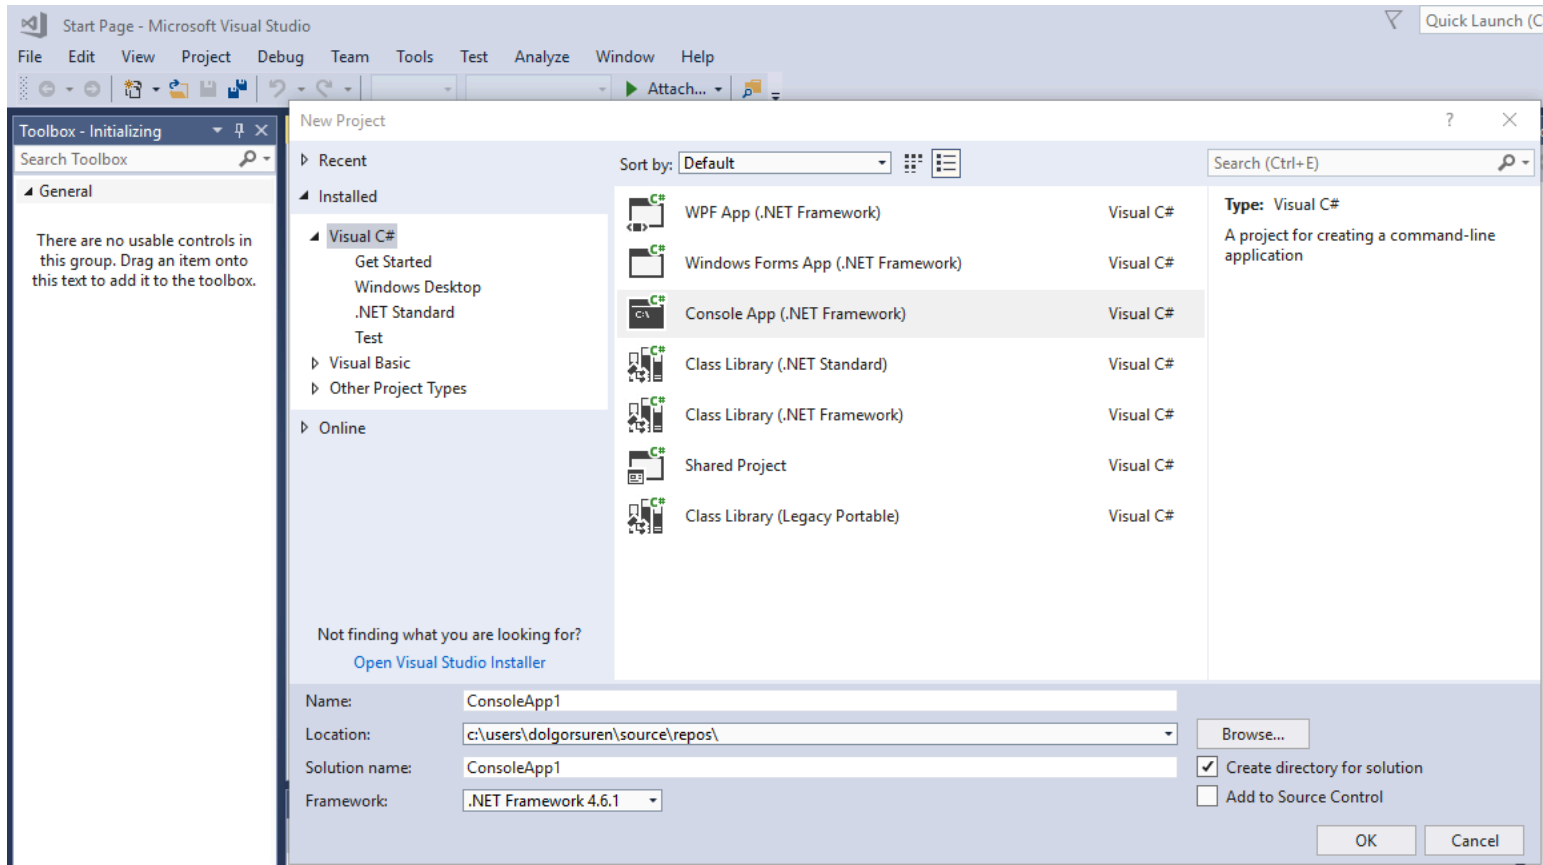 Start Page - Microsoft Visual Studio
Quick Launch (C
File Edit View Project Debug Team Tools Test Analyze Window Help
Attach...
Toolbox - Initializing
Search Toolbox
General
There are no usable controls in
this group. Drag an item onto
this text to add it to the toolbox.
New Project
?
Recent
Installed
Visual C#
Get Started
Windows Desktop
.NET Standard
Test
Visual Basic
Other Project Types
Online
Not finding what you are looking for?
Open Visual Studio Installer
Sort by: Default
WPF App (.NET Framework) Visual C#
Windows Forms App (.NET Framework) Visual C#
Console App (.NET Framework) Visual C#
Class Library (.NET Standard) Visual C#
Class Library (.NET Framework) Visual C#
Shared Project Visual C#
Class Library (Legacy Portable) Visual C#
Search (Ctrl+E)
Type: Visual C#
A project for creating a command-line
application
Name: ConsoleApp1
Location: c:\users\dolgorsuren\source\repos\
Browse...
Solution name: ConsoleApp1
Create directory for solution
Framework: .NET Framework 4.6.1
Add to Source Control
OK Cancel